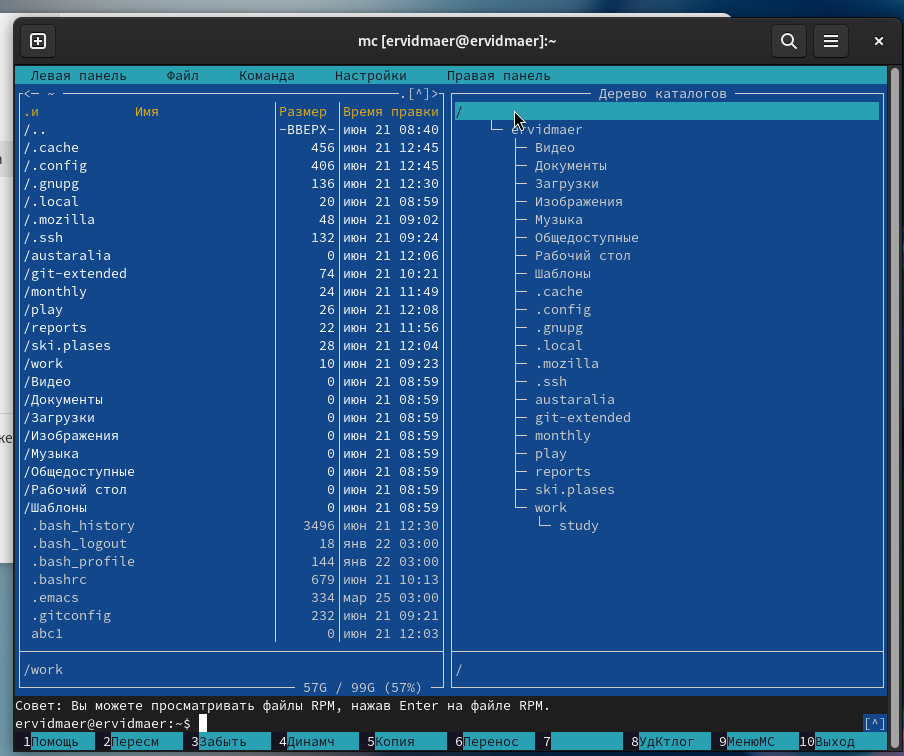 mc [ervidmaer@ervidmaer]:~
Левая панель Файл Команда Настройки Правая панель
<─ ~ .[^]>
.и Имя Размер Время правки
/.. -ВВЕРХ- июн 21 08:40
/.cache 456 июн 21 12:45
/.config 406 июн 21 12:45
/.gnupg 136 июн 21 12:30
/.local 20 июн 21 08:59
/.mozilla 48 июн 21 09:02
/.ssh 132 июн 21 09:24
/austaralia 0 июн 21 12:06
/git-extended 74 июн 21 10:21
/monthly 24 июн 21 11:49
/play 26 июн 21 12:08
/reports 22 июн 21 11:56
/ski.plases 28 июн 21 12:04
/work 10 июн 21 09:23
/Видео 0 июн 21 08:59
/Документы 0 июн 21 08:59
/Загрузки 0 июн 21 08:59
/Изображения 0 июн 21 08:59
/Музыка 0 июн 21 08:59
/Общедоступные 0 июн 21 08:59
/Рабочий стол 0 июн 21 08:59
/Шаблоны 0 июн 21 08:59
.bash_history 3496 июн 21 12:30
.bash_logout 18 янв 22 03:00
.bash_profile 144 янв 22 03:00
.bashrc 679 июн 21 10:13
.emacs 334 мар 25 03:00
.gitconfig 232 июн 21 09:21
abc1 0 июн 21 12:03
/work
57G / 99G (57%)
Дерево каталогов
/
ervidmaer
Видео
Документы
Загрузки
Изображения
Музыка
Общедоступные
Рабочий стол
Шаблоны
.cache
.config
.gnupg
.local
.mozilla
.ssh
austaralia
git-extended
monthly
play
reports
ski.plases
work
study
/
Совет: Вы можете просматривать файлы RPM, нажав Enter на файле RPM.
ervidmaer@ervidmaer:~$ [^]
1Помощь 2Пересм 3Забыть 4Динамч 5Копия 6Перенос 7 8УдКтлог 9МенюМС 10Выход